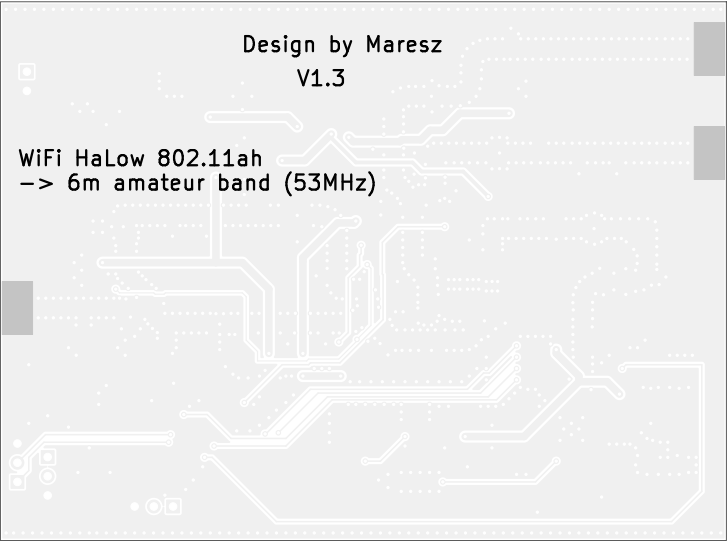 Design by Maresz
V1.3
WiFi HaLow 802.11ah
-> 6m amateur band (53MHz)